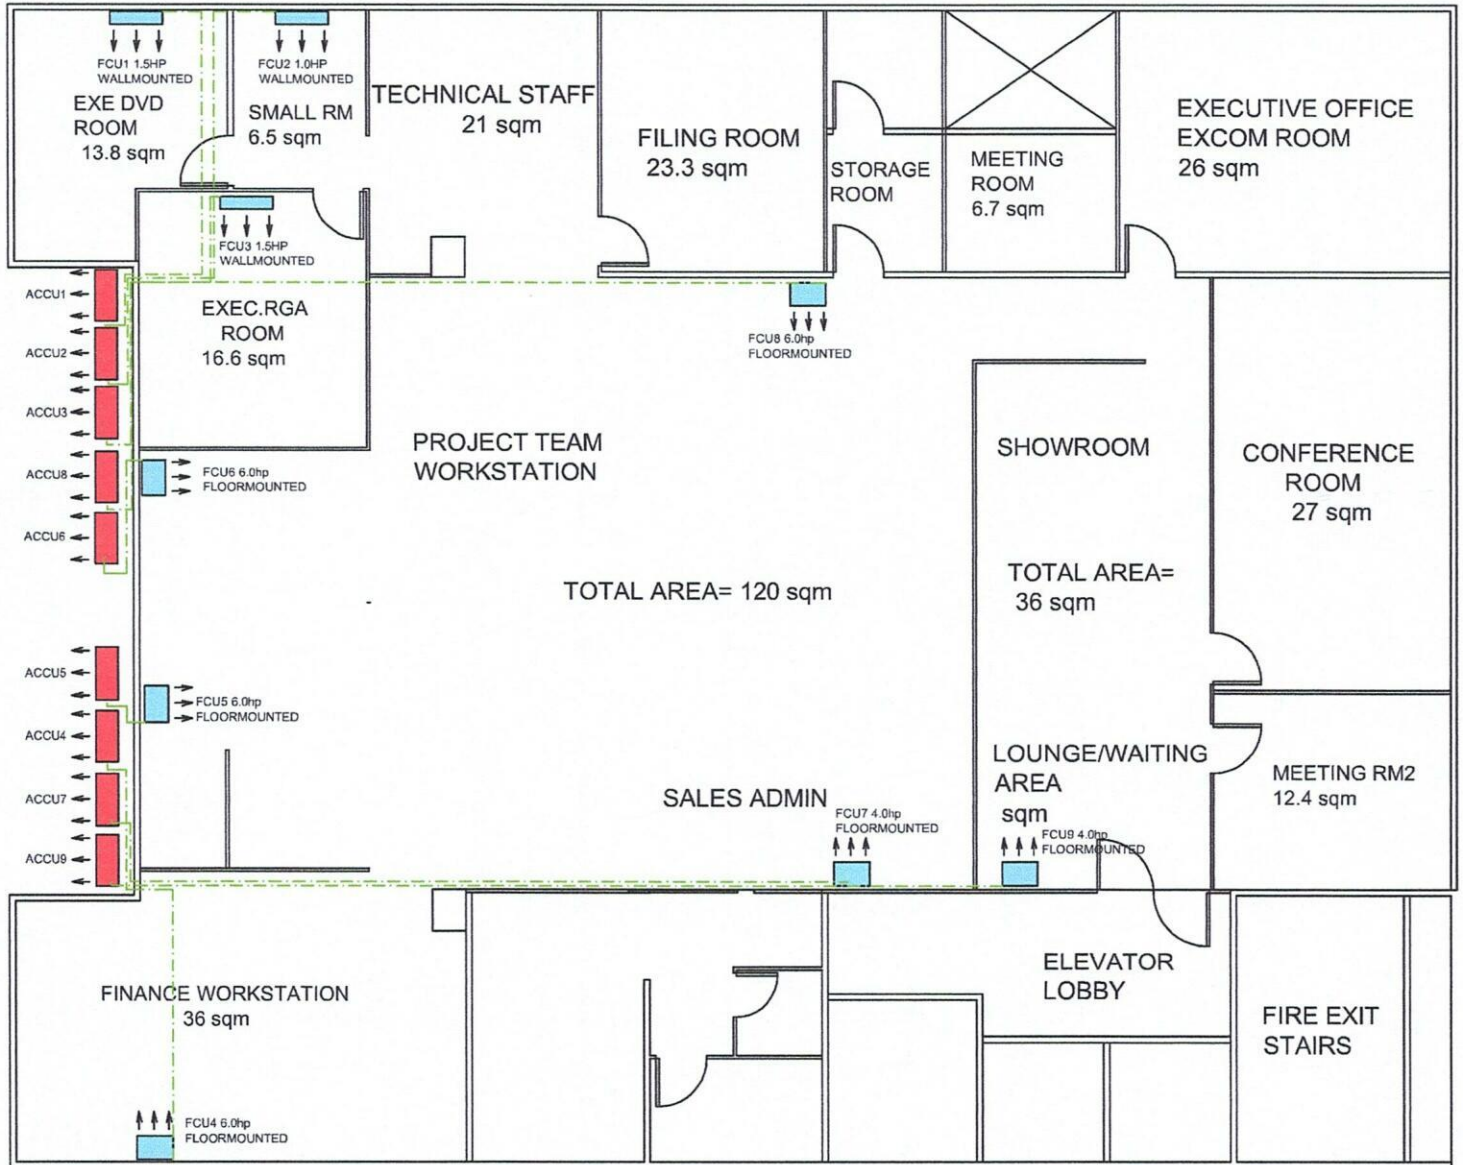 FCU1 1.5HP
WALLMOUNTED
EXE DVD
ROOM
13.8 sqm
FCU2 1.0HP
WALLMOUNTED
SMALL RM
6.5 sqm
TECHNICAL STAFF
21 sqm
FILING ROOM
23.3 sqm
STORAGE
ROOM
MEETING
ROOM
6.7 sqm
EXECUTIVE OFFICE
EXCOM ROOM
26 sqm
FCU3 1.5HP
WALLMOUNTED
EXEC.RGA
ROOM
16.6 sqm
ACCU1
ACCU2
ACCU3
ACCU8
ACCU6
FCU8 6.0hp
FLOORMOUNTED
PROJECT TEAM
WORKSTATION
FCU6 6.0hp
FLOORMOUNTED
SHOWROOM
CONFERENCE
ROOM
27 sqm
TOTAL AREA= 120 sqm
TOTAL AREA=
36 sqm
ACCU5
ACCU4
ACCU7
ACCU9
FCU5 6.0hp
FLOORMOUNTED
SALES ADMIN
FCU7 4.0hp
FLOORMOUNTED
LOUNGE/WAITING
AREA
sqm
FCU9 4.0hp
FLOORMOUNTED
MEETING RM2
12.4 sqm
FINANCE WORKSTATION
36 sqm
FCU4 6.0hp
FLOORMOUNTED
ELEVATOR
LOBBY
FIRE EXIT
STAIRS